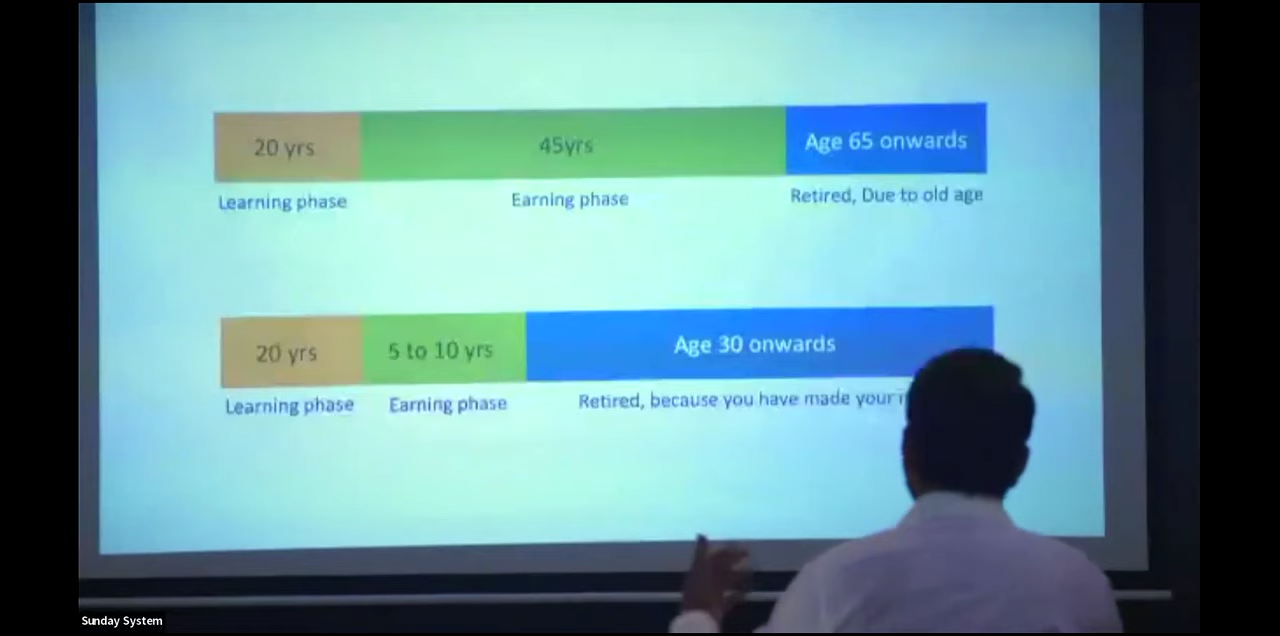 20 yrs
45yrs
Age 65 onwards
Learning phase
Earning phase
Retired, Due to old age
20 yrs
5 to 10 yrs
Age 30 onwards
Learning phase
Earning phase
Retired, because you have made your
Sunday System